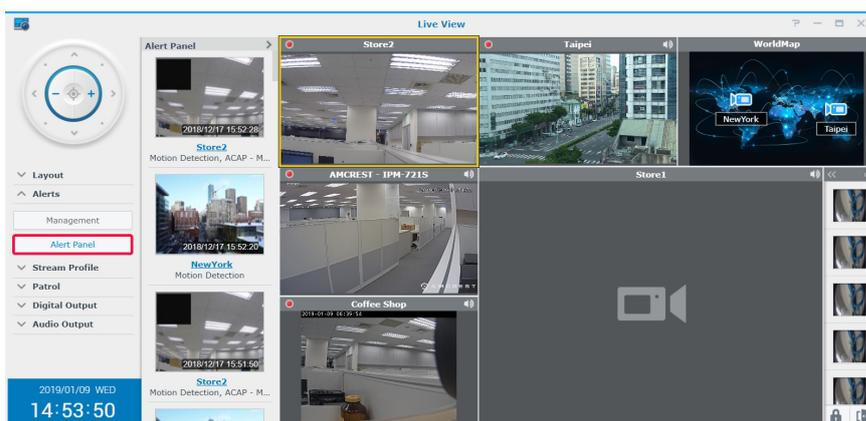 Live View
Alert Panel
2018/12/17 15:52:28
Store2
Motion Detection, ACAP - M...
2018/12/17 15:52:20
NewYork
Motion Detection
2018/12/17 15:51:50
Store2
Motion Detection, ACAP - M...
Layout
Alerts
Management
Alert Panel
Stream Profile
Patrol
Digital Output
Audio Output
2019/01/09 WED
14:53:50
Store2
Taipei
WorldMap
NewYork
Taipei
AMCREST - IPM-721S
AMCREST
Store1
Coffee Shop
2019-01-09 06:39:54